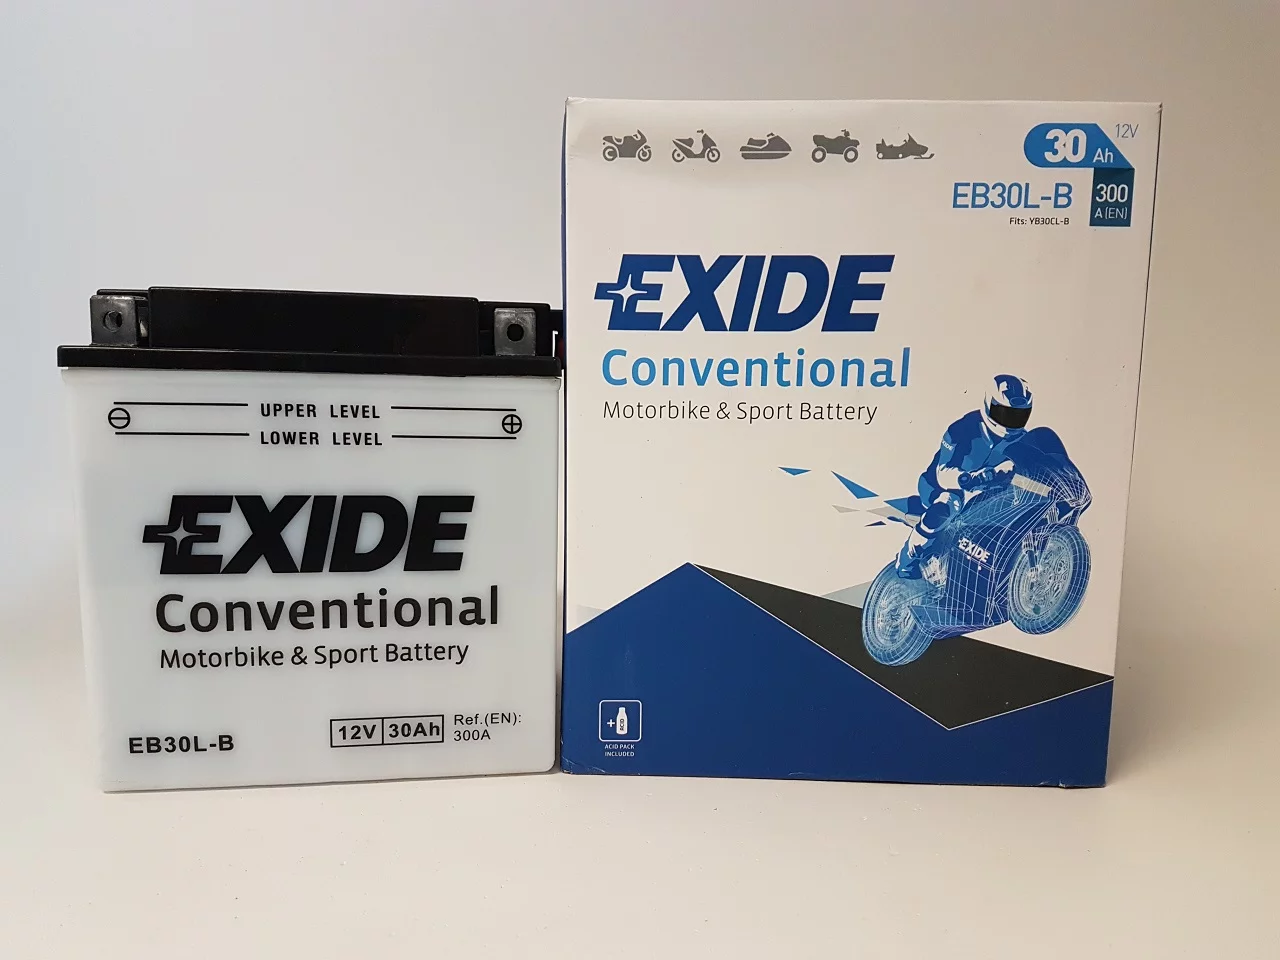 UPPER LEVEL
LOWER LEVEL
EXIDE
Conventional
Motorbike & Sport Battery
EB30L-B
12V 30Ah
Ref.(EN):
300A
30 Ah
12V
EB30L-B
300
A (EN)
Fits: YB30CL-B
EXIDE
Conventional
Motorbike & Sport Battery
EXIDE
ACID
ACID PACK
INCLUDED